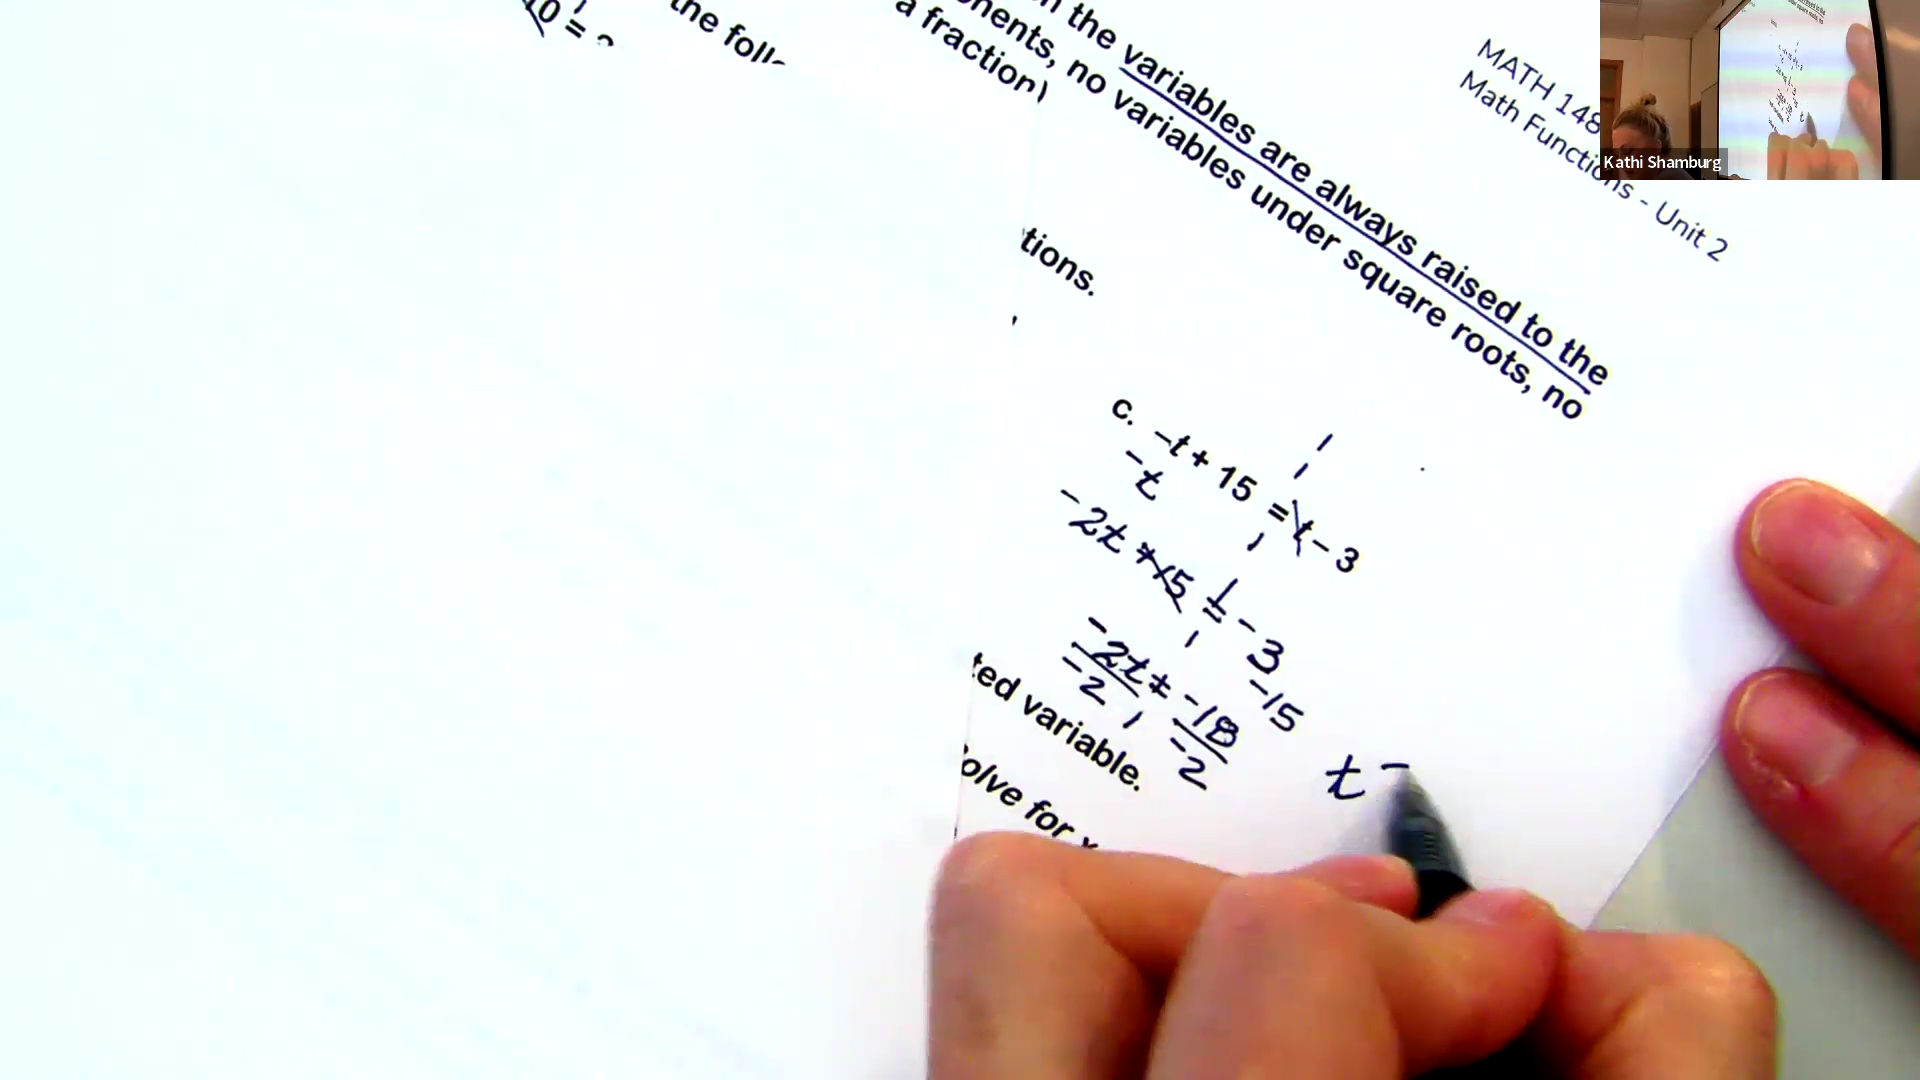 10 =
the foll
the variables are always raised to the
nents, no variables under square roots, no
a fraction)
MATH 148
Math Functions - Unit 2
Kathi Shamburg
tions.
c. -t + 15 = t - 3
-t
-2t + 15 = -3
-15
-2t = -18
-2 -2
t =
ted variable.
olve for x